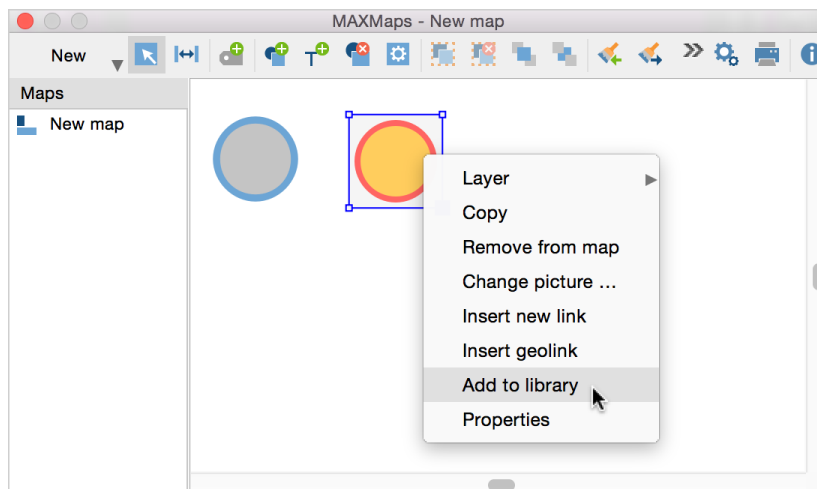 MAXMaps - New map
New
Maps
New map
Layer
Copy
Remove from map
Change picture ...
Insert new link
Insert geolink
Add to library
Properties